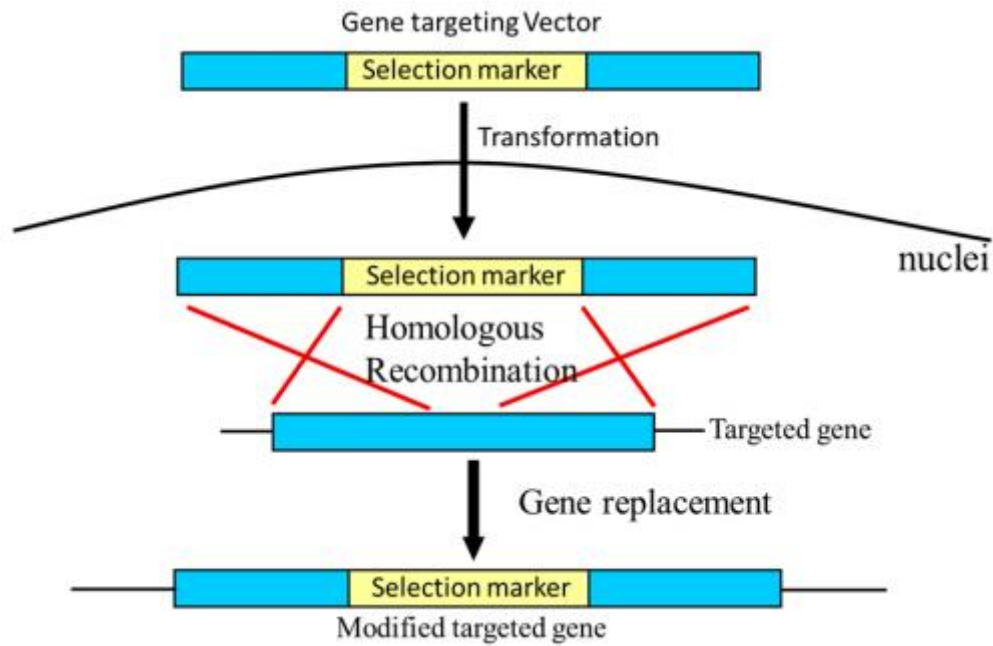 Gene targeting Vector
Selection marker
Transformation
nuclei
Selection marker
Homologous
Recombination
Targeted gene
Gene replacement
Selection marker
Modified targeted gene